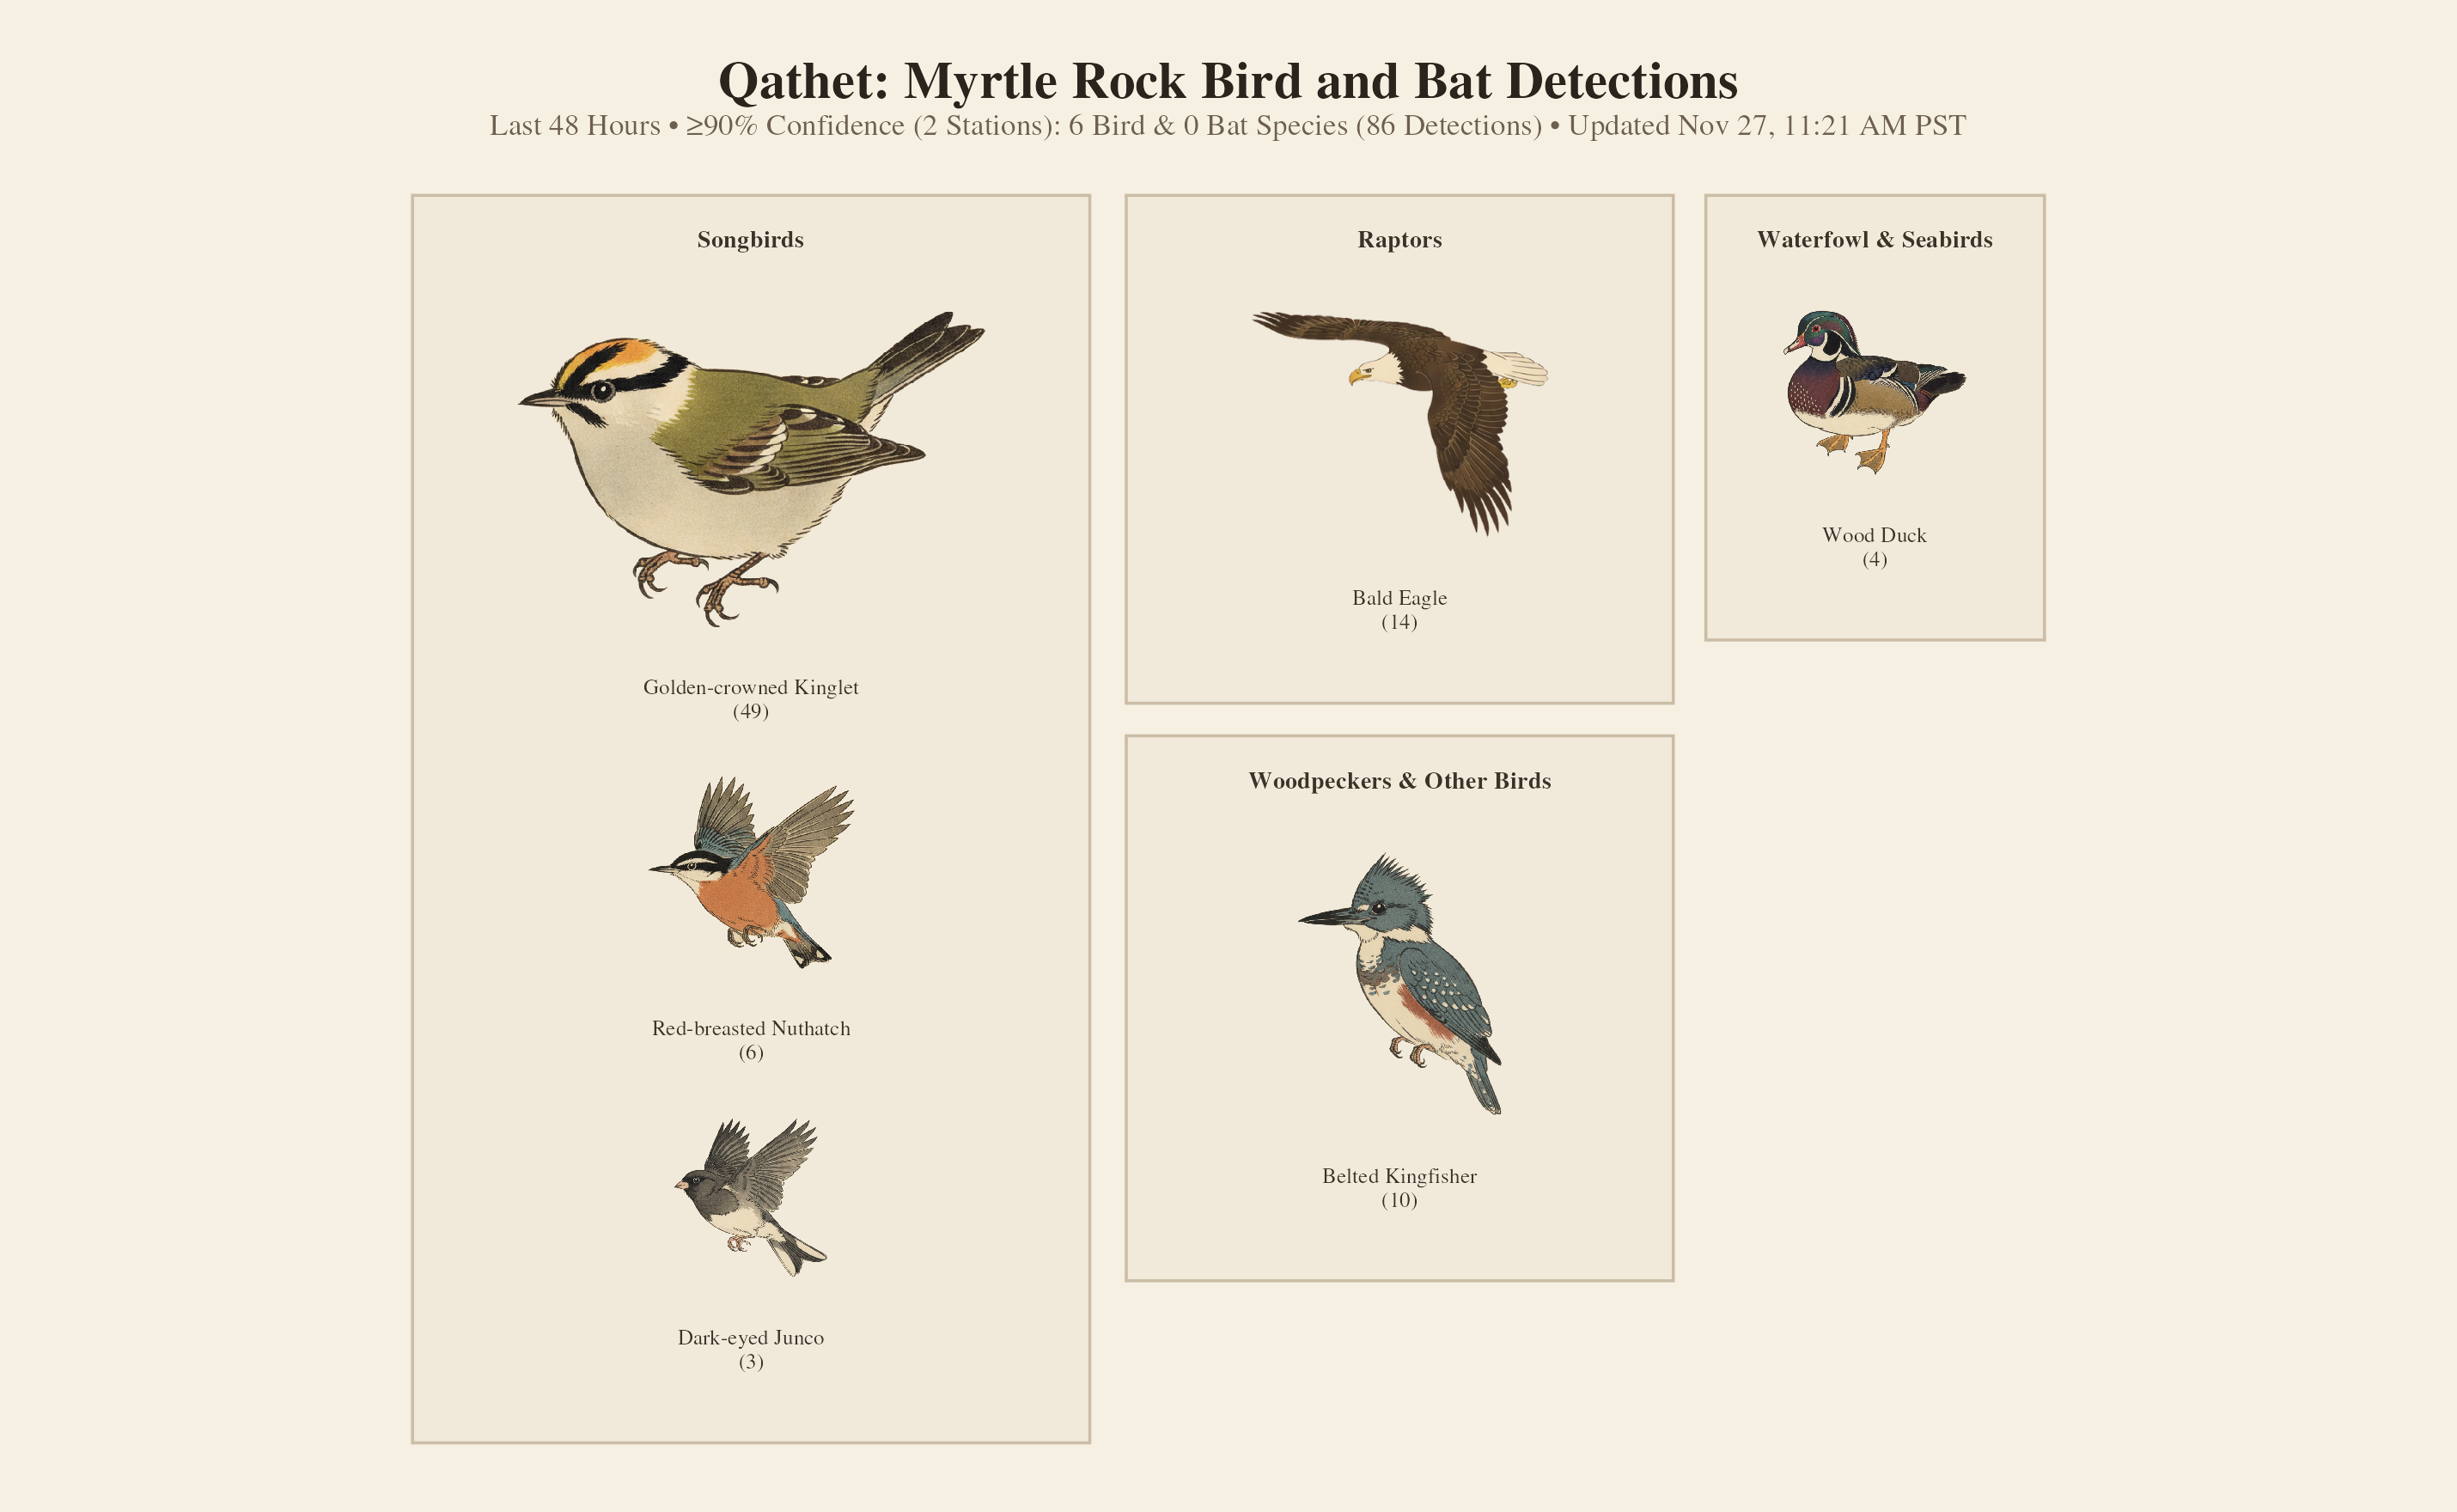 Qathet: Myrtle Rock Bird and Bat Detections
Last 48 Hours • ≥90% Confidence (2 Stations): 6 Bird & 0 Bat Species (86 Detections) • Updated Nov 27, 11:21 AM PST
Songbirds
Golden-crowned Kinglet
(49)
Red-breasted Nuthatch
(6)
Dark-eyed Junco
(3)
Raptors
Bald Eagle
(14)
Woodpeckers & Other Birds
Belted Kingfisher
(10)
Waterfowl & Seabirds
Wood Duck
(4)